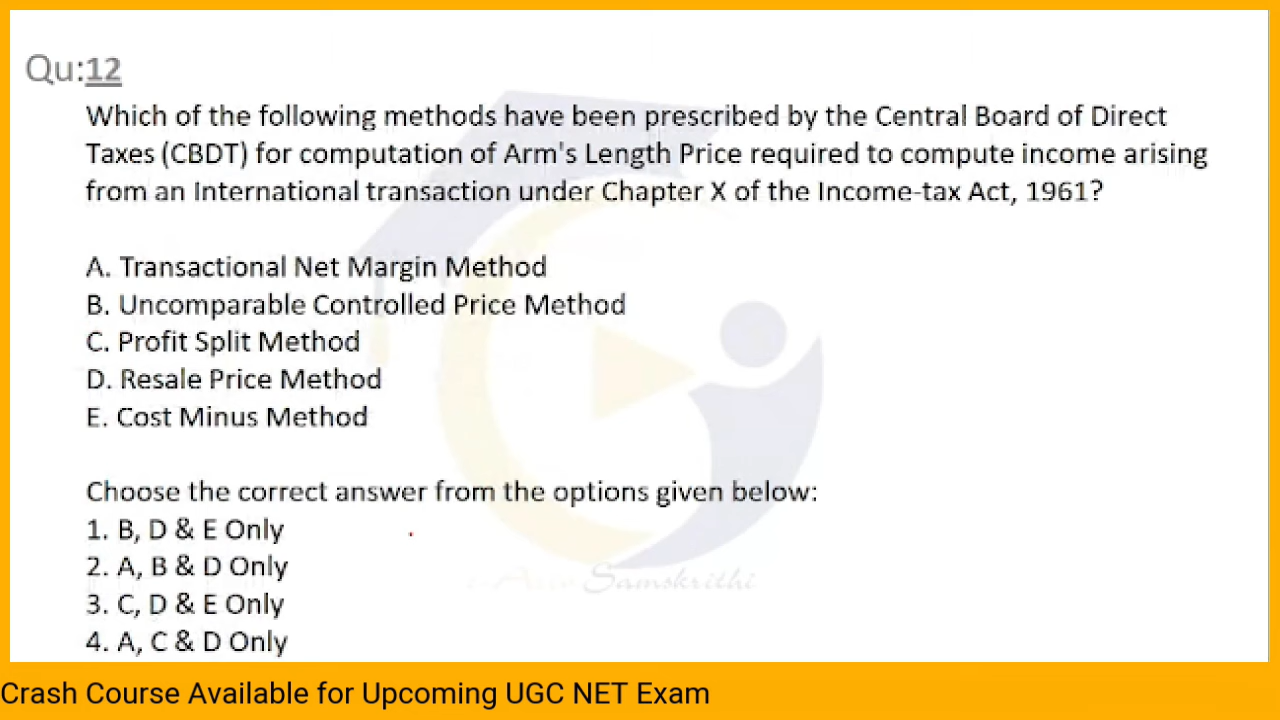 Qu:12
Which of the following methods have been prescribed by the Central Board of Direct
Taxes (CBDT) for computation of Arm's Length Price required to compute income arising
from an International transaction under Chapter X of the Income-tax Act, 1961?
A. Transactional Net Margin Method
B. Uncomparable Controlled Price Method
C. Profit Split Method
D. Resale Price Method
E. Cost Minus Method
Choose the correct answer from the options given below:
1. B, D & E Only
2. A, B & D Only
3. C, D & E Only
4. A, C & D Only
Samskrithi
Crash Course Available for Upcoming UGC NET Exam